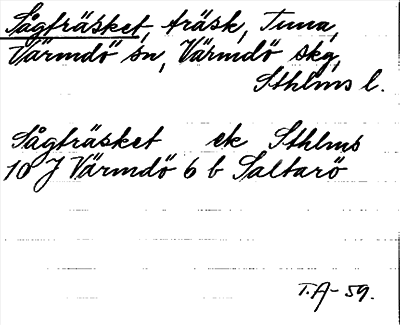 Sågträsket, träsk, Tuna,
Värmdö sn, Värmdö skg,
Sthlms l.
Sågträsket ek Sthlms
10 J Värmdö 6 b Saltarö
T.A-59.